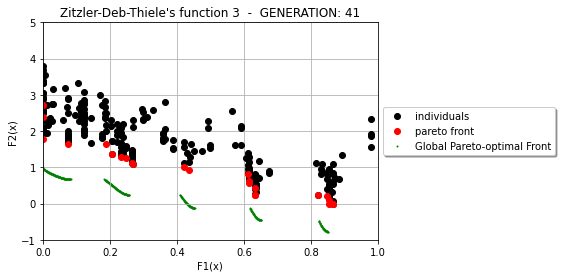 Zitzler-Deb-Thiele's function 3  -  GENERATION: 41
5
4
3
2
1
0
−1
F2(x)
0.0
0.2
0.4
0.6
0.8
1.0
F1(x)
individuals
pareto front
Global Pareto-optimal Front